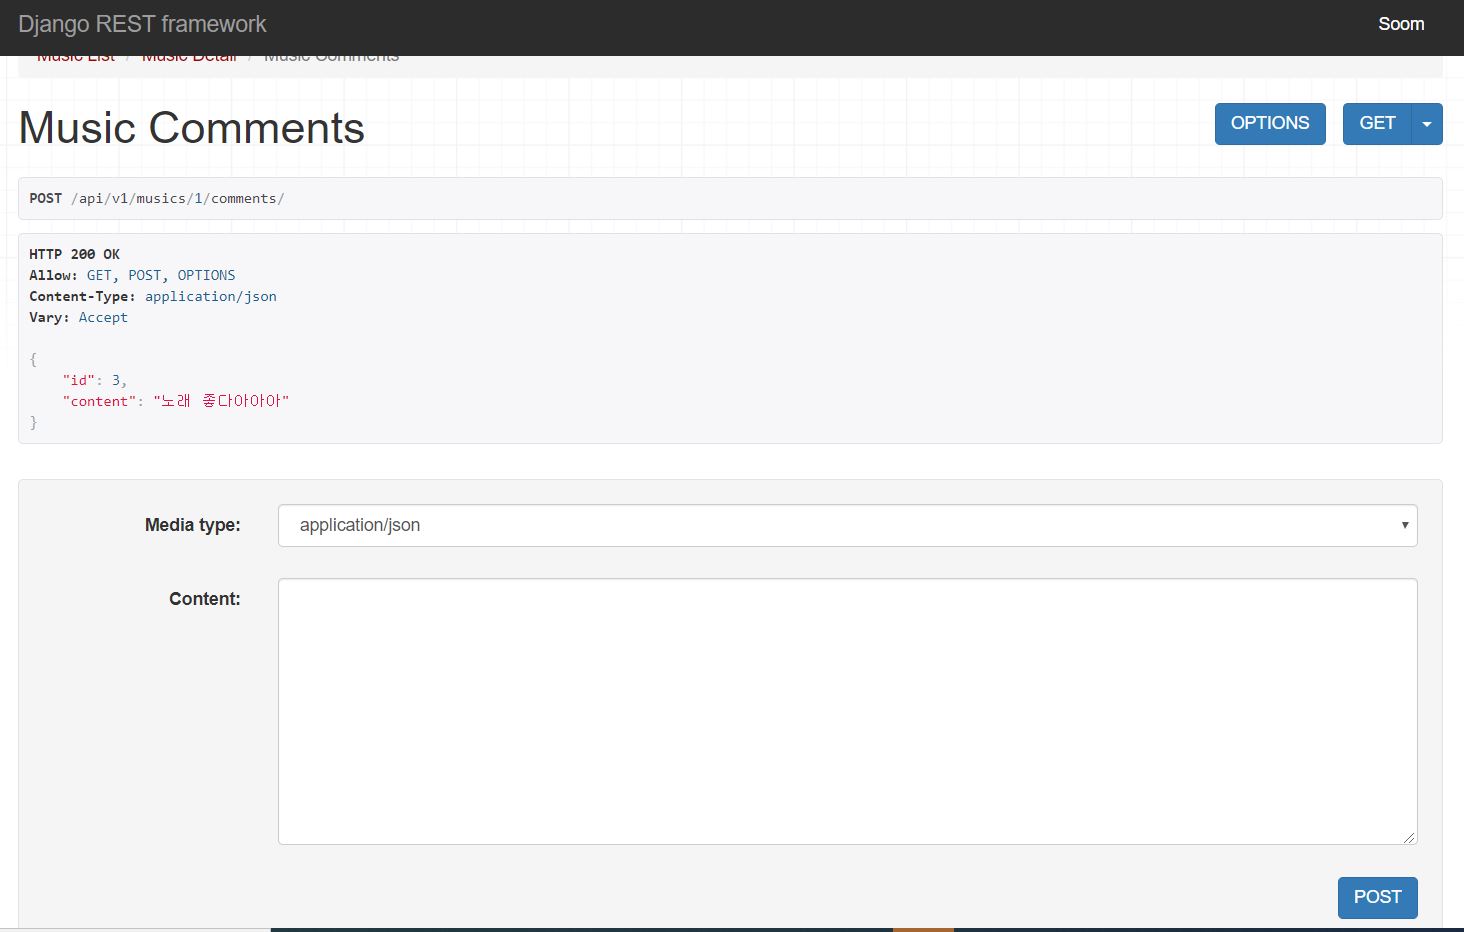 Django REST framework
Soom
Music List / Music Detail / Music Comments
Music Comments
OPTIONS
GET
POST /api/v1/musics/1/comments/
HTTP 200 OK
Allow: GET, POST, OPTIONS
Content-Type: application/json
Vary: Accept
{
"id": 3,
"content": "노래 좋다아아아"
}
Media type:
application/json
Content:
POST